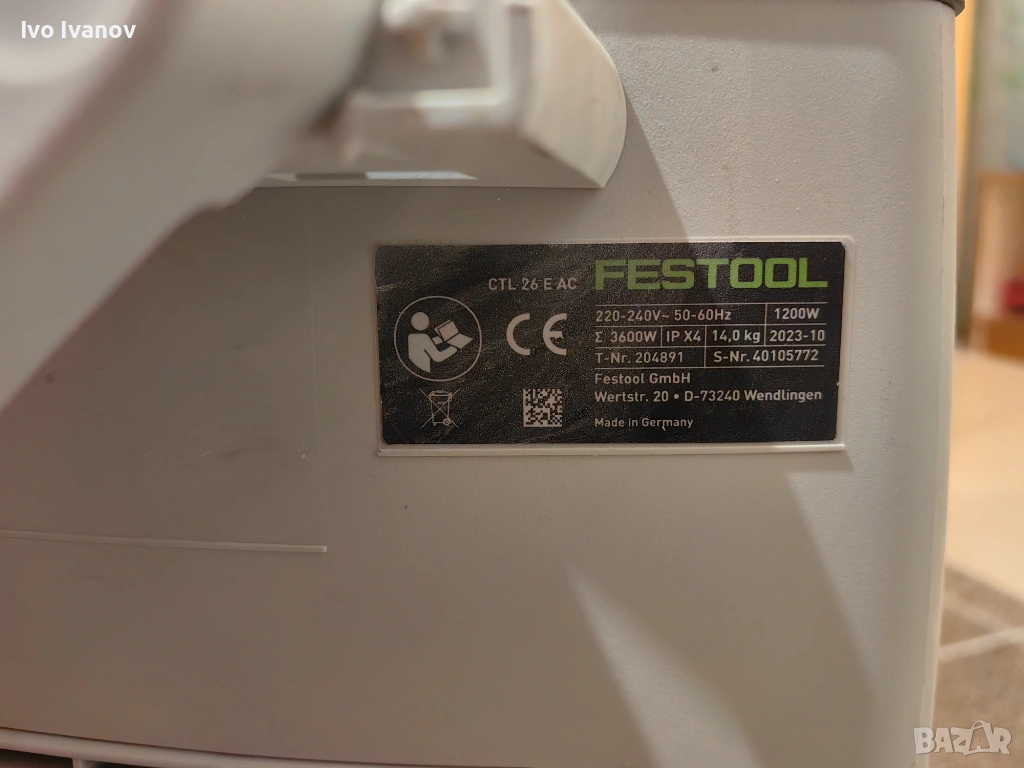 Ivo Ivanov
CTL 26 E AC
FESTOOL
220-240V~ 50-60Hz 1200W
Σ 3600W IP X4 14,0 kg 2023-10
T-Nr. 204891 S-Nr. 40105772
Festool GmbH
Wertstr. 20 • D-73240 Wendlingen
Made in Germany
CE
BAZAR